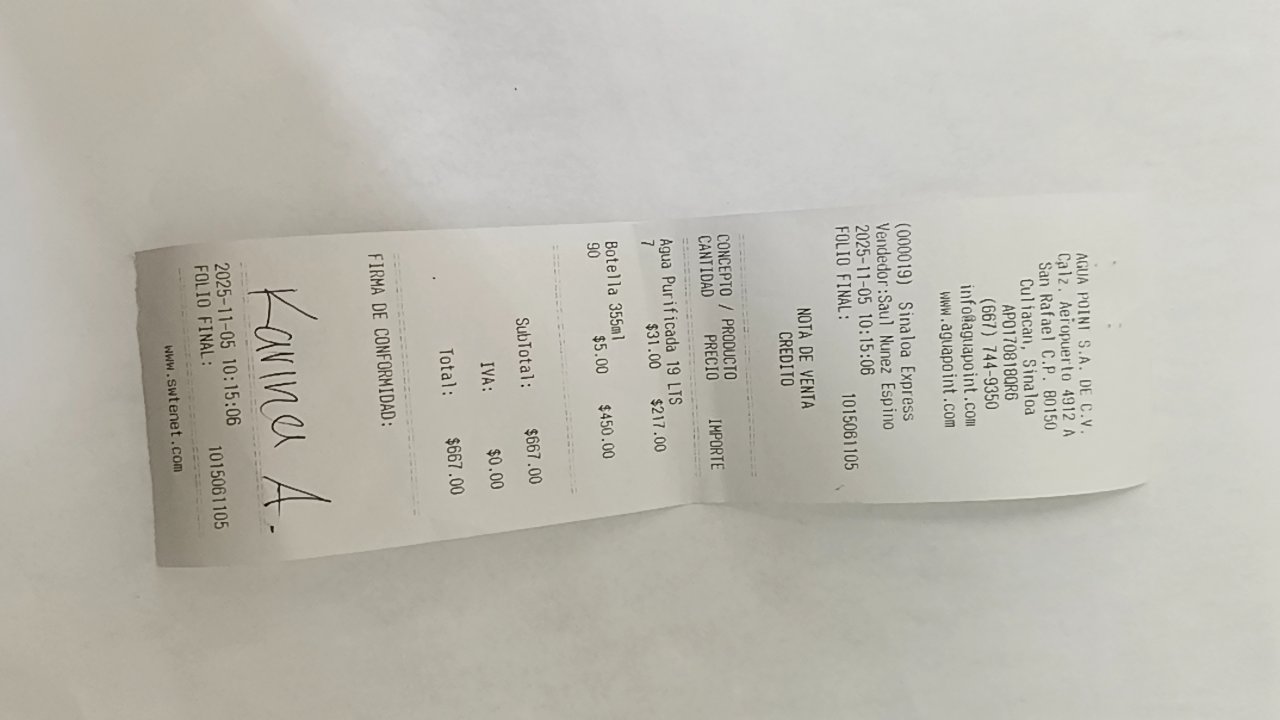 AGUA POINT S.A. DE C.V.
Calz. Aeropuerto 4912 A
San Rafael C.P. 80150
Culiacan, Sinaloa
APO170818QR6
(667) 744-9350
info@aguapoint.com
www.aguapoint.com
(000019) Sinaloa Express
Vendedor:Saul Nunez Espino
2025-11-05 10:15:06
FOLIO FINAL: 1015061105
NOTA DE VENTA
CREDITO
CONCEPTO / PRODUCTO
CANTIDAD PRECIO IMPORTE
Agua Purificada 19 LTS
7 $31.00 $217.00
Botella 355ml
90 $5.00 $450.00
SubTotal: $667.00
IVA: $0.00
Total: $667.00
FIRMA DE CONFORMIDAD:
Karina A.
2025-11-05 10:15:06
FOLIO FINAL: 1015061105
www.swtenet.com